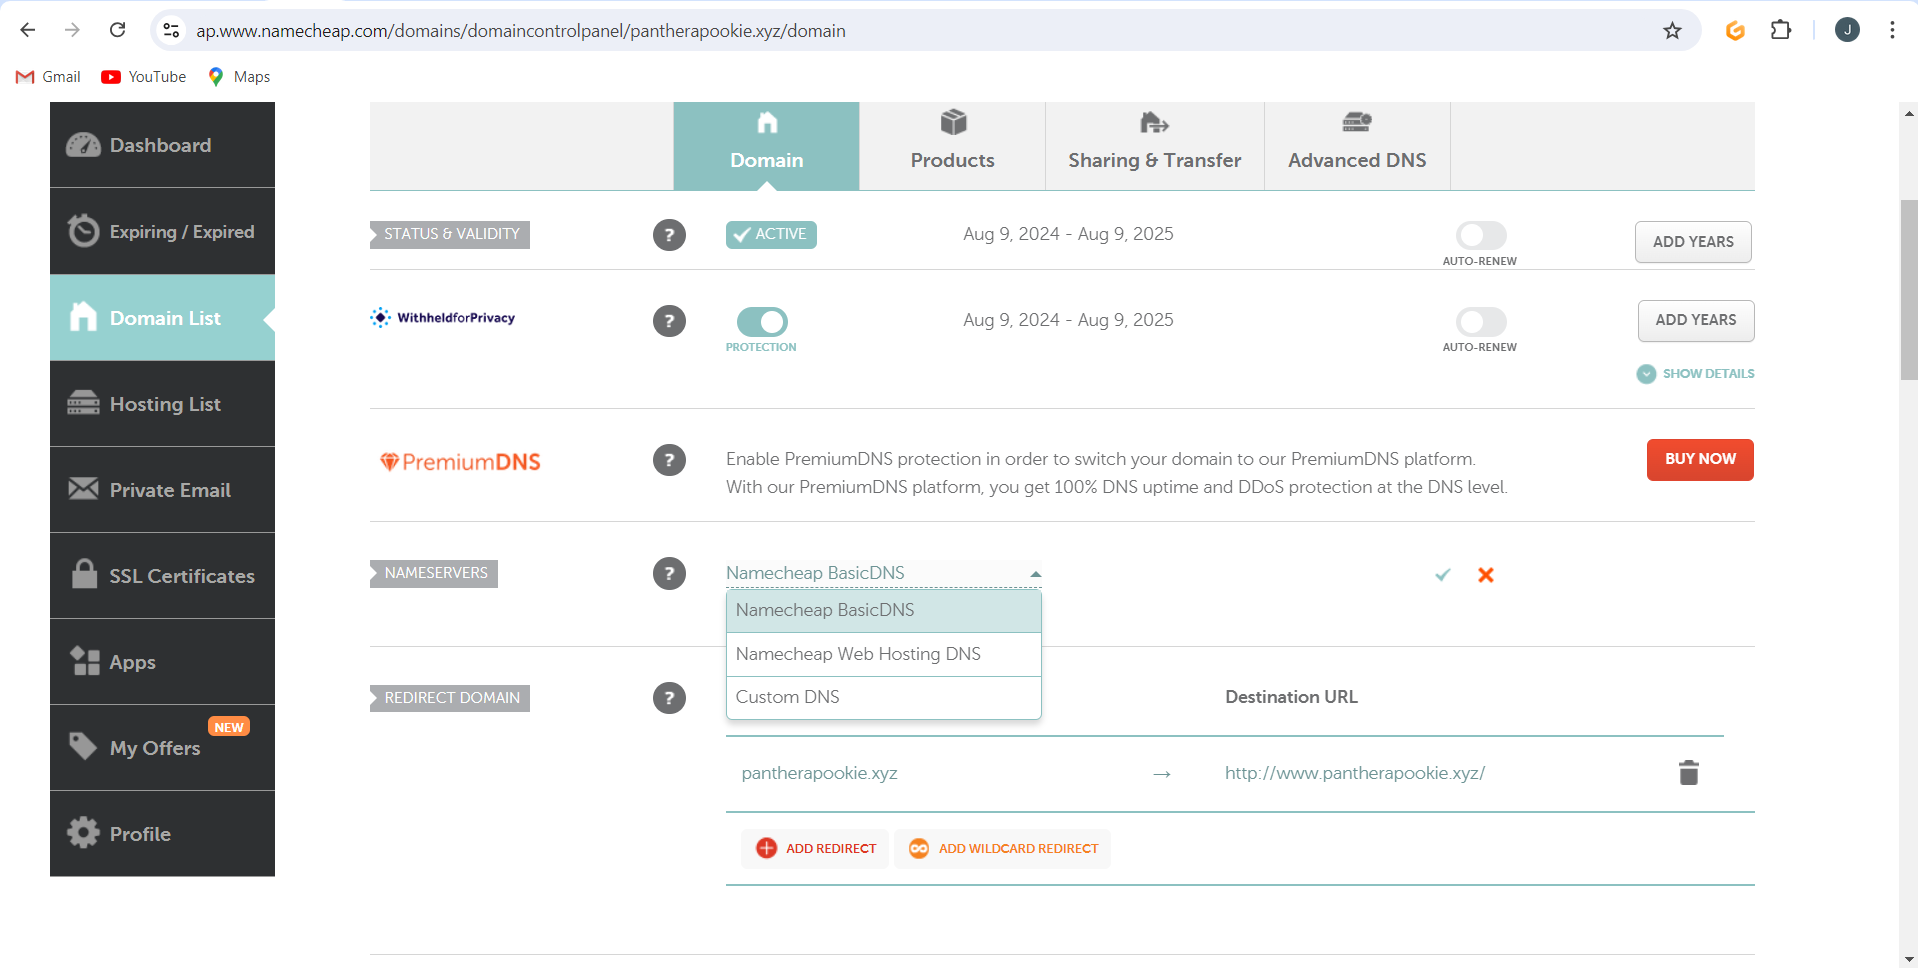 ap.www.namecheap.com/domains/domaincontrolpanel/pantherapookie.xyz/domain
J
Gmail
YouTube
Maps
Dashboard
Expiring / Expired
Domain List
Hosting List
Private Email
SSL Certificates
Apps
NEW
My Offers
Profile
Domain
Products
Sharing & Transfer
Advanced DNS
STATUS & VALIDITY
?
ACTIVE
Aug 9, 2024 - Aug 9, 2025
AUTO-RENEW
ADD YEARS
WithheldforPrivacy
?
PROTECTION
Aug 9, 2024 - Aug 9, 2025
AUTO-RENEW
ADD YEARS
SHOW DETAILS
PremiumDNS
?
Enable PremiumDNS protection in order to switch your domain to our PremiumDNS platform.
With our PremiumDNS platform, you get 100% DNS uptime and DDoS protection at the DNS level.
BUY NOW
NAMESERVERS
?
Namecheap BasicDNS
Namecheap BasicDNS
Namecheap Web Hosting DNS
Custom DNS
REDIRECT DOMAIN
?
Destination URL
pantherapookie.xyz
→
http://www.pantherapookie.xyz/
ADD REDIRECT
ADD WILDCARD REDIRECT